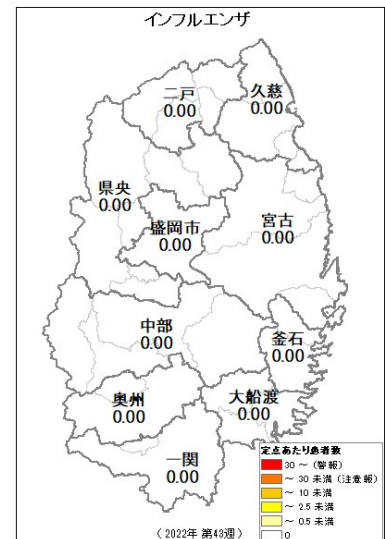 インフルエンザ
二戸
0.00
久慈
0.00
県央
0.00
盛岡市
0.00
宮古
0.00
中部
0.00
釜石
0.00
奥州
0.00
大船渡
0.00
一関
0.00
定点あたり患者数
30 ~ (警報)
~ 30 未満 (注意報)
~ 10 未満
~ 2.5 未満
~ 0.5 未満
0
(2022年 第43週)